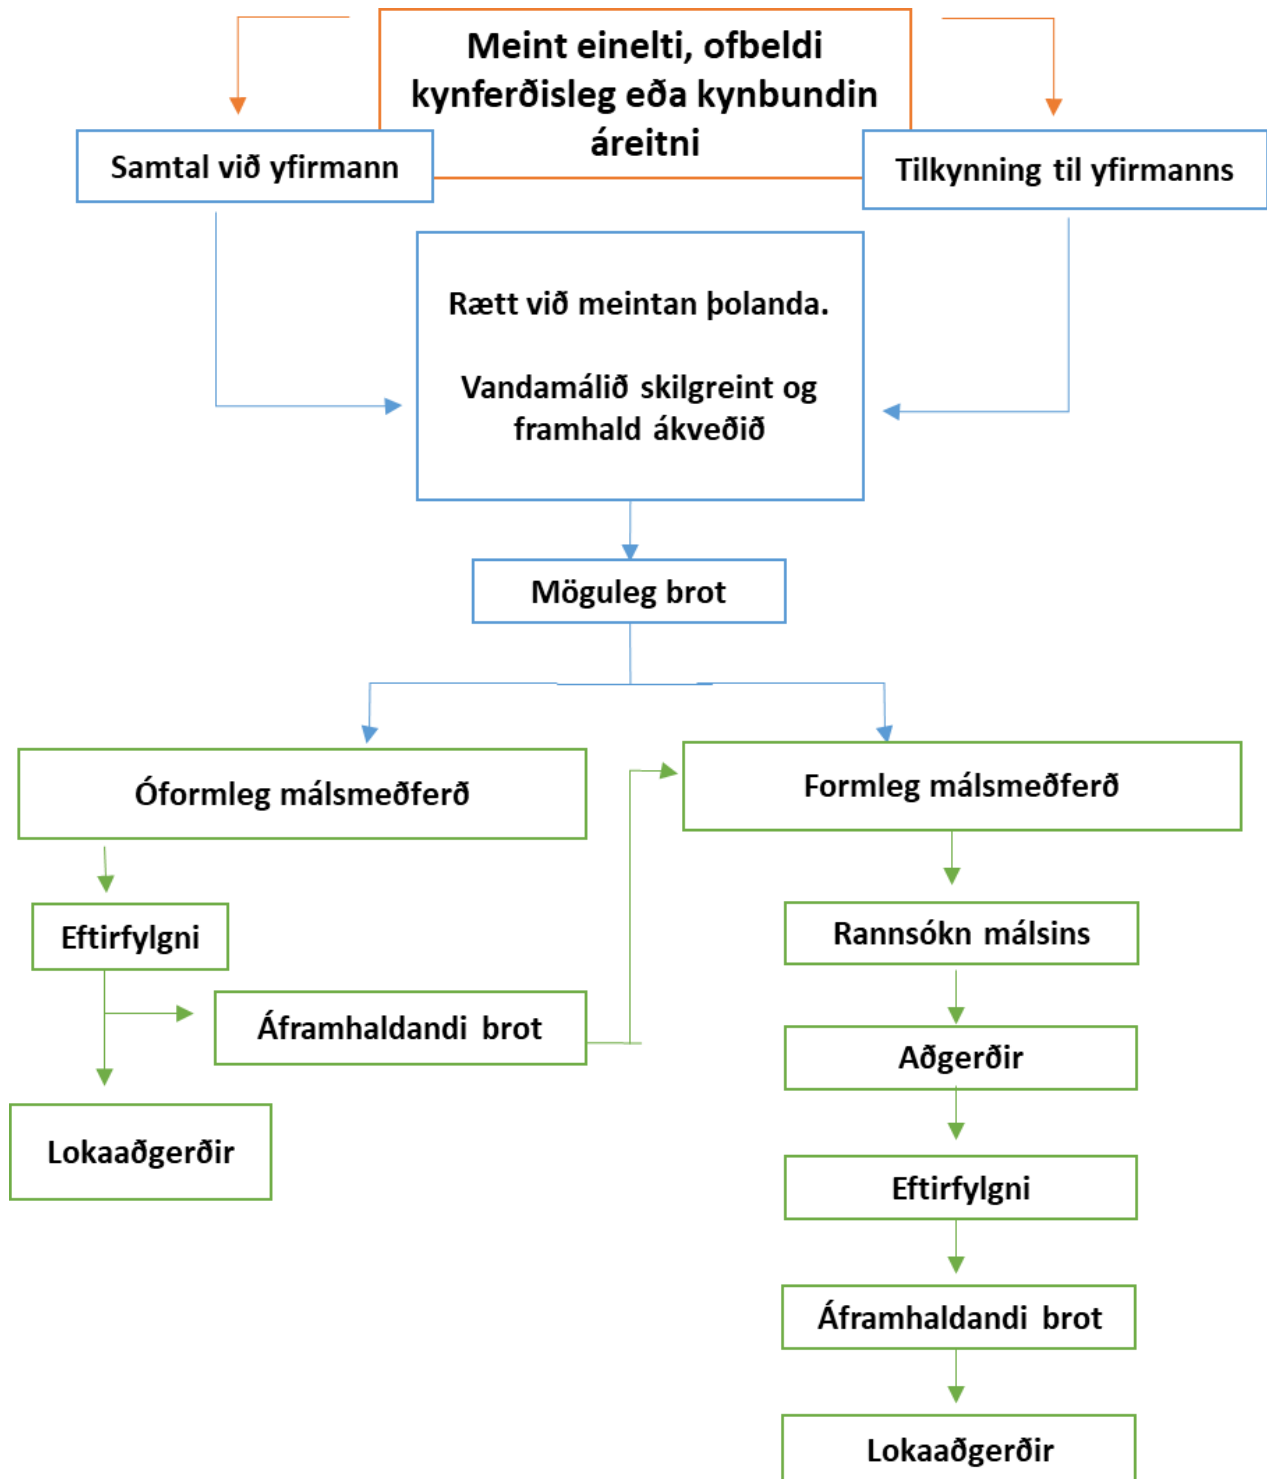 Meint einelti, ofbeldi
kynferðisleg eða kynbundin
áreitni
Samtal við yfirmann
Tilkynning til yfirmanns
Rætt við meintan þolanda.
Vandamálið skilgreint og
framhald ákveðið
Möguleg brot
Óformleg málsmeðferð
Formleg málsmeðferð
Eftirfylgni
Áframhaldandi brot
Lokaaðgerðir
Rannsókn málsins
Aðgerðir
Eftirfylgni
Áframhaldandi brot
Lokaaðgerðir